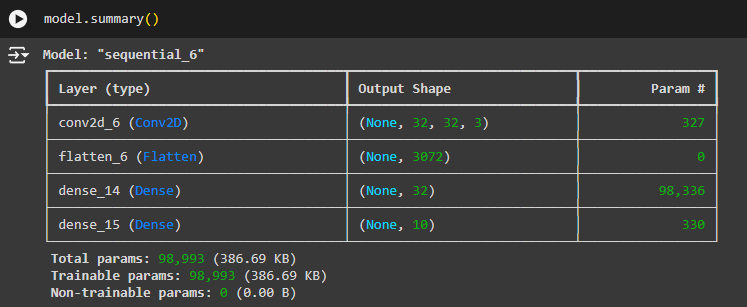 model.summary()
Model: "sequential_6"
Layer (type) Output Shape Param #
conv2d_6 (Conv2D) (None, 32, 32, 3) 327
flatten_6 (Flatten) (None, 3072) 0
dense_14 (Dense) (None, 32) 98,336
dense_15 (Dense) (None, 10) 330
Total params: 98,993 (386.69 KB)
Trainable params: 98,993 (386.69 KB)
Non-trainable params: 0 (0.00 B)